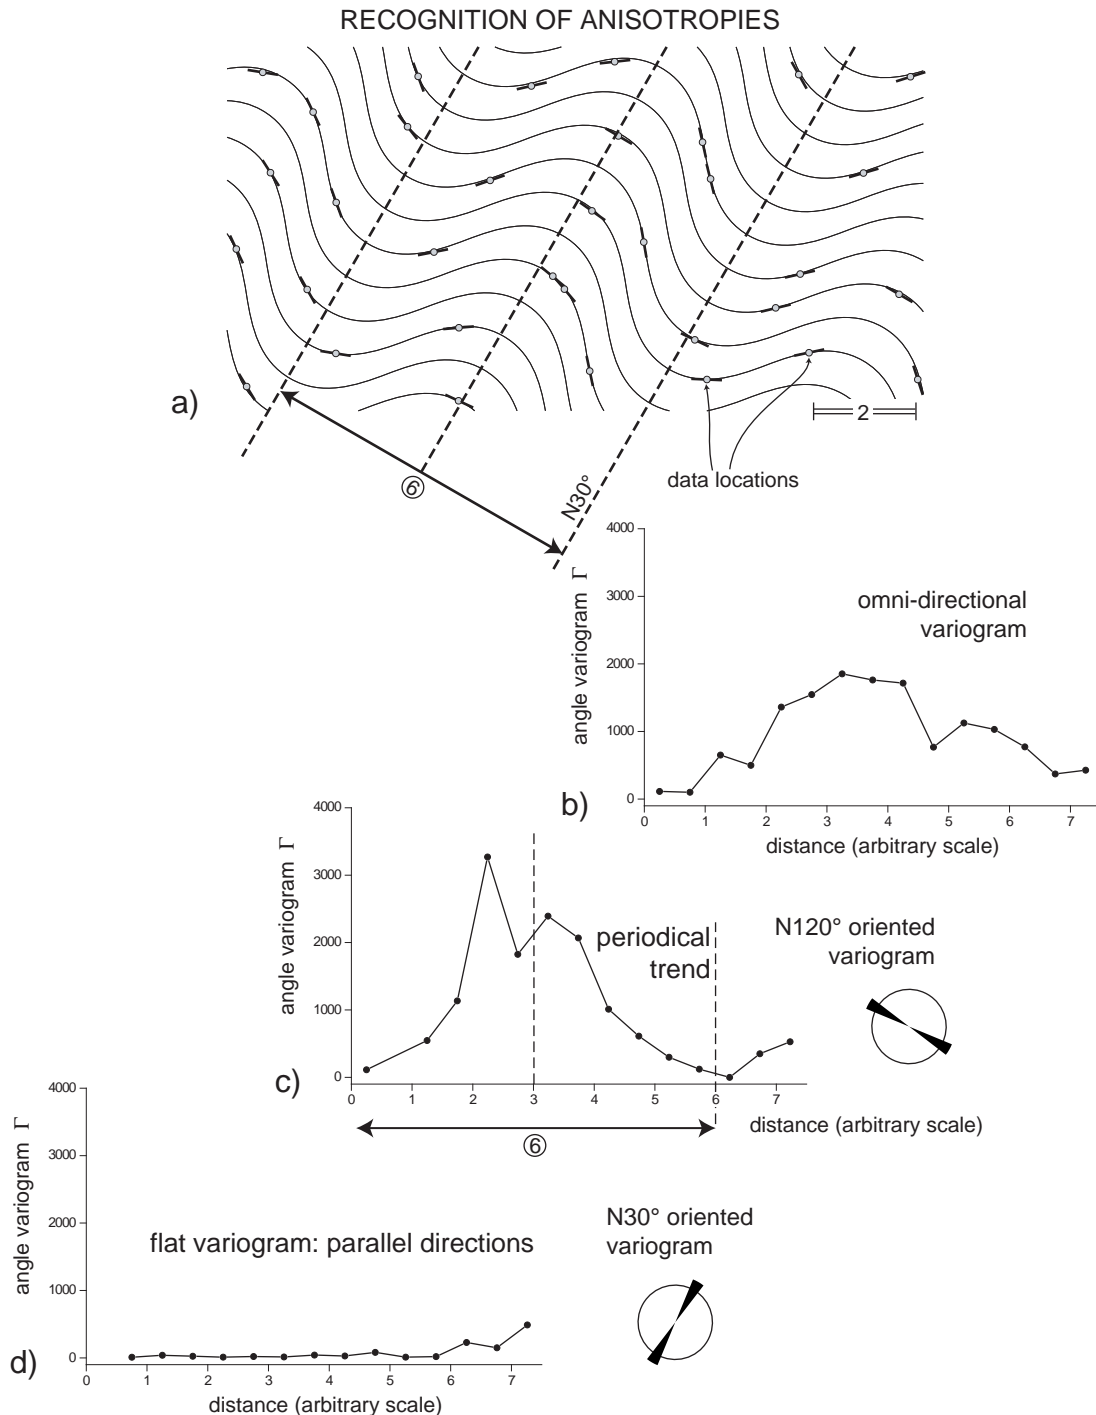 RECOGNITION OF ANISOTROPIES
a)
2
6
N30°
data locations
4000
3000
2000
1000
0
angle variogram Γ
omni-directional
variogram
b)
0 1 2 3 4 5 6 7
distance (arbitrary scale)
4000
3000
2000
1000
0
angle variogram Γ
periodical
trend
N120° oriented
variogram
c)
0 1 2 3 4 5 6 7
distance (arbitrary scale)
6
4000
3000
2000
1000
0
angle variogram Γ
flat variogram: parallel directions
N30° oriented
variogram
d)
0 1 2 3 4 5 6 7
distance (arbitrary scale)